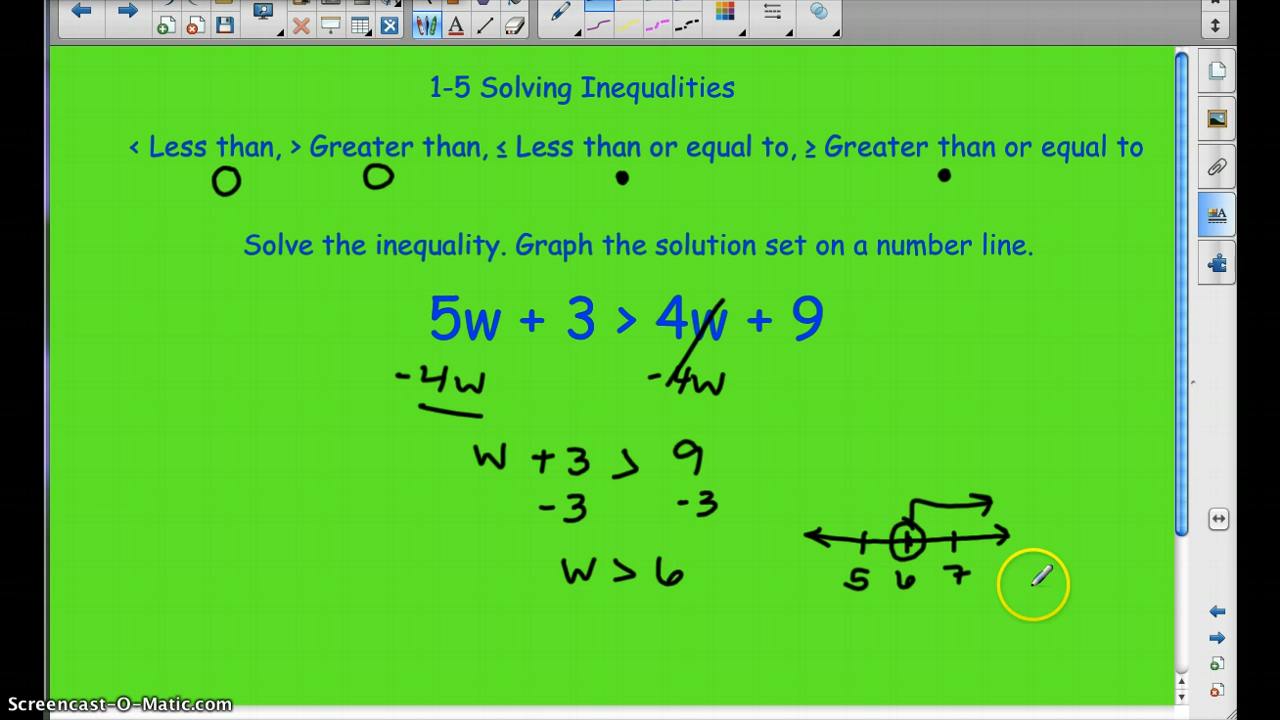 1-5 Solving Inequalities
< Less than, > Greater than, ≤ Less than or equal to, ≥ Greater than or equal to
Solve the inequality. Graph the solution set on a number line.
5w + 3 > 4w + 9
-4w -4w
w + 3 > 9
-3 -3
w > 6
5 6 7
Screencast-O-Matic.com